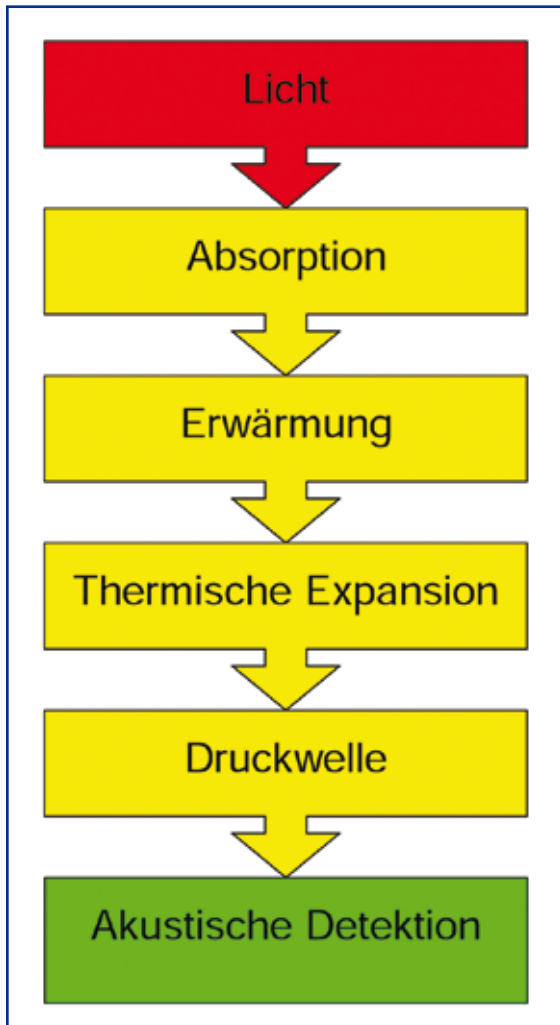 Licht
Absorption
Erwärmung
Thermische Expansion
Druckwelle
Akustische Detektion